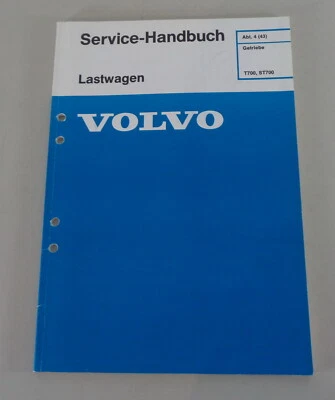 Service-Handbuch
Lastwagen
Abt. 4 (43)
Getriebe
T700, ST700
VOLVO